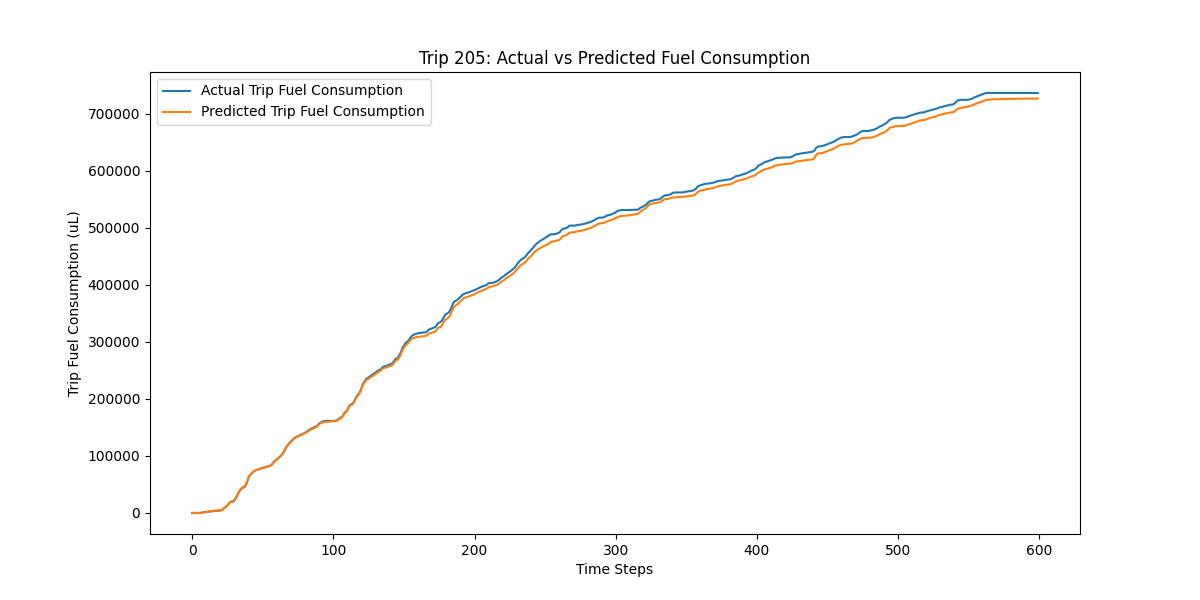 Trip 205: Actual vs Predicted Fuel Consumption
Actual Trip Fuel Consumption
Predicted Trip Fuel Consumption
Trip Fuel Consumption (uL)
700000
600000
500000
400000
300000
200000
100000
0
0 100 200 300 400 500 600
Time Steps